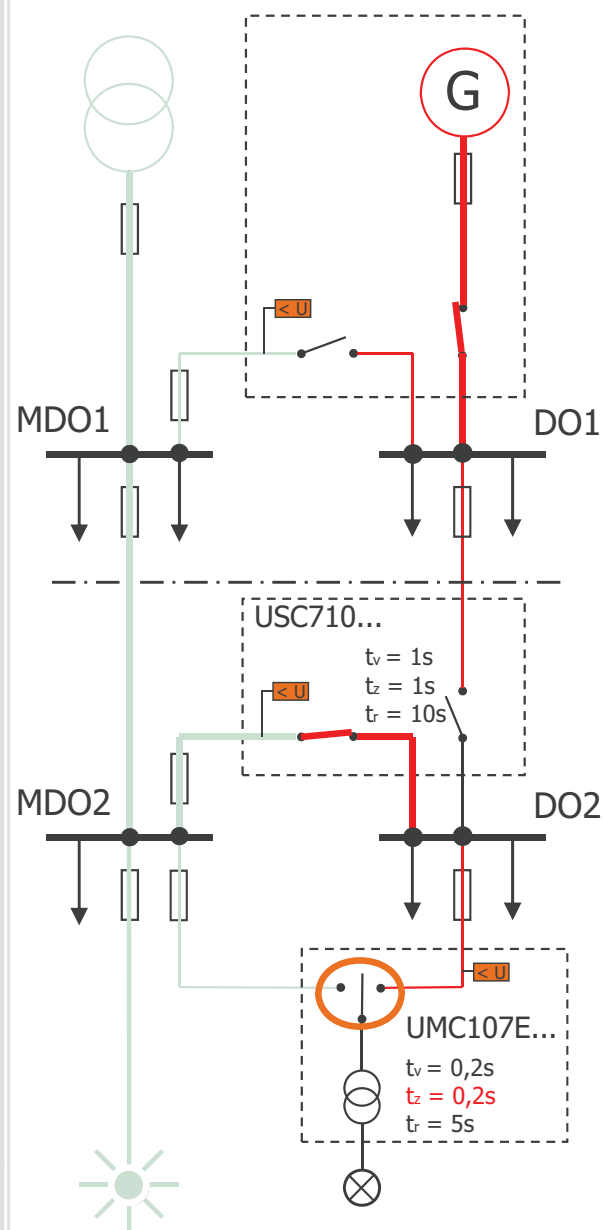 G
< U
MDO1
DO1
USC710...
tv = 1s
tz = 1s
tr = 10s
< U
MDO2
DO2
< U
UMC107E...
tv = 0,2s
tz = 0,2s
tr = 5s